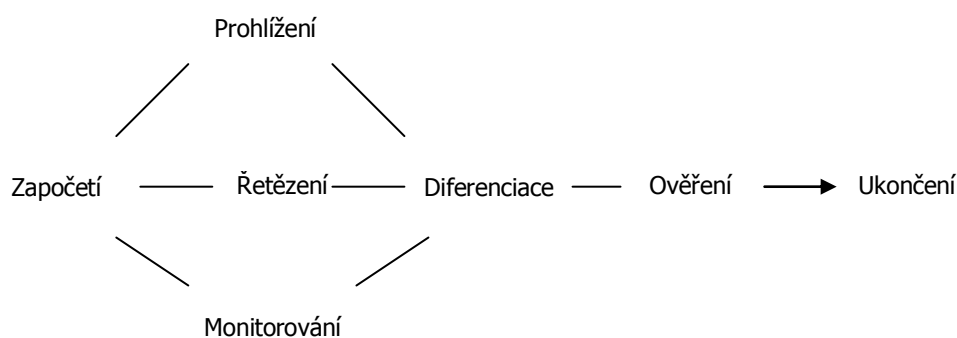 Prohlížení
Započetí Řetězení Diferenciace Ověření Ukončení
Monitorování